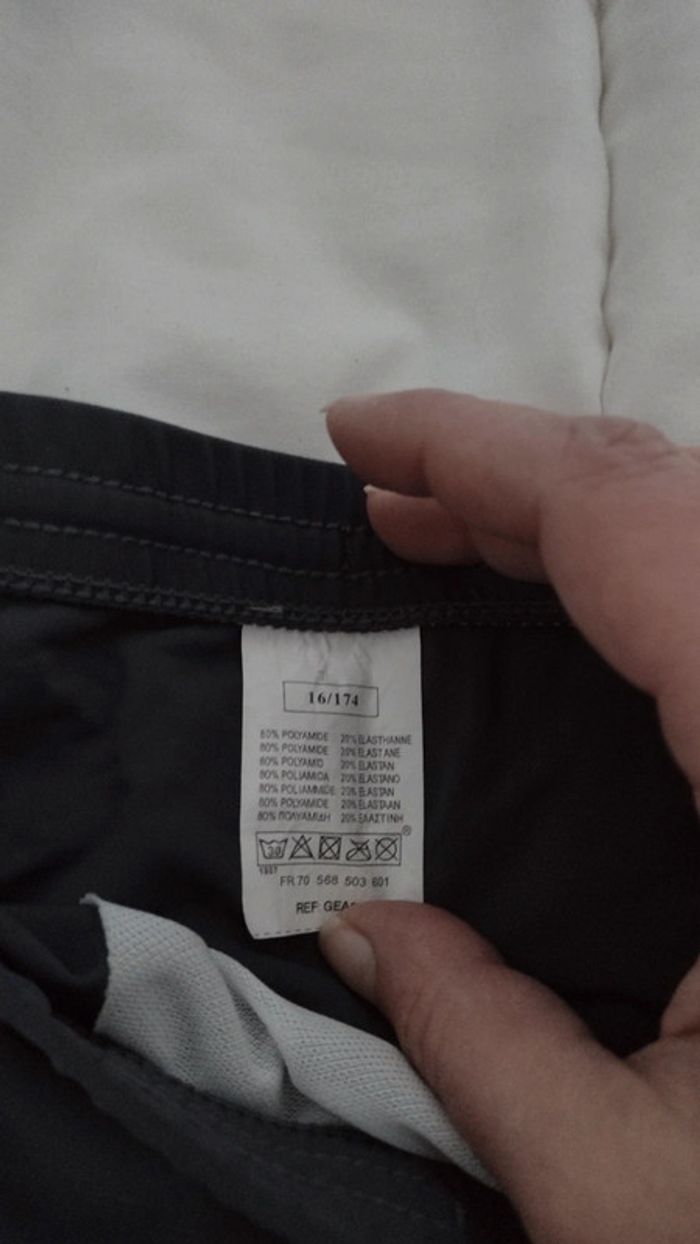 16/174
80% POLYAMIDE 20% ELASTHANNE
80% POLYAMIDE 20% ELASTANE
80% POLYAMID 20% ELASTAN
80% POLIAMIDA 20% ELASTANO
80% POLIAMMIDE 20% ELASTAN
80% POLYAMIDE 20% ELASTAAN
80% ΠΟΛΥΑΜΙΔΗ 20% ΕΛΑΣΤΙΝΗ
30 ®
FR 70 568 503 601
REF: GEA